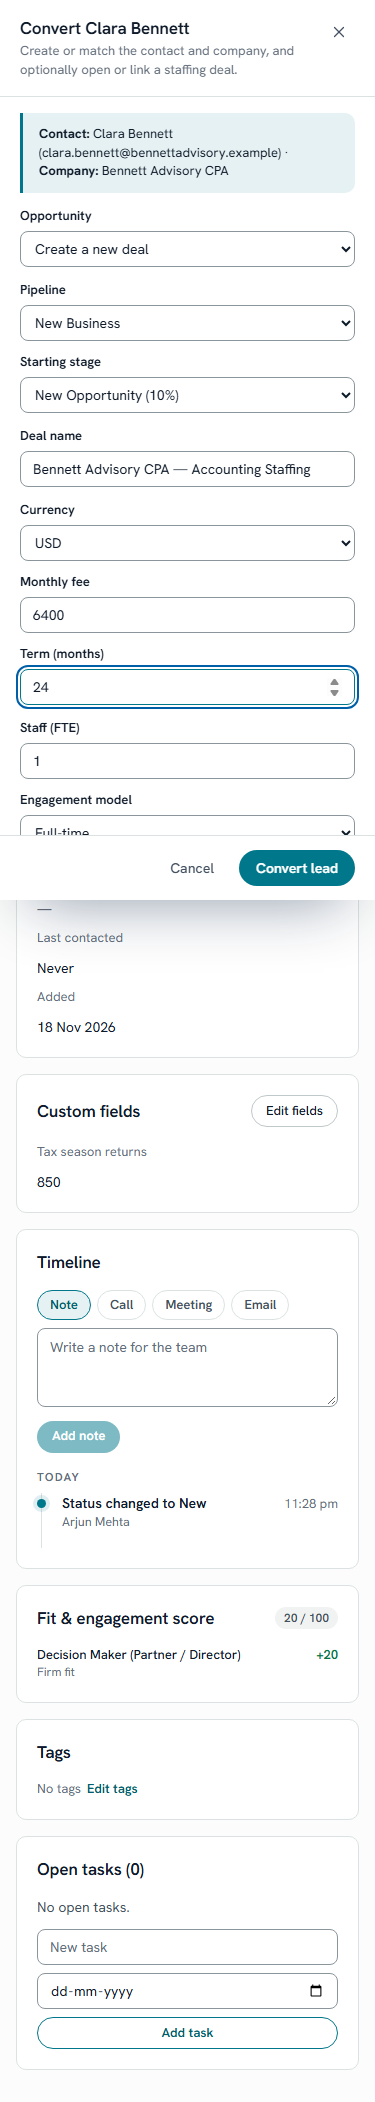 Convert Clara Bennett
Create or match the contact and company, and
optionally open or link a staffing deal.
Contact: Clara Bennett
(clara.bennett@bennettadvisory.example) ·
Company: Bennett Advisory CPA
Opportunity
Create a new deal
Pipeline
New Business
Starting stage
New Opportunity (10%)
Deal name
Bennett Advisory CPA — Accounting Staffing
Currency
USD
Monthly fee
6400
Term (months)
24
Staff (FTE)
1
Engagement model
Full-time
Cancel
Convert lead
—
Last contacted
Never
Added
18 Nov 2026
Custom fields
Edit fields
Tax season returns
850
Timeline
Note
Call
Meeting
Email
Write a note for the team
Add note
TODAY
Status changed to New
11:28 pm
Arjun Mehta
Fit & engagement score
20 / 100
Decision Maker (Partner / Director)
+20
Firm fit
Tags
No tags Edit tags
Open tasks (0)
No open tasks.
New task
dd-mm-yyyy
Add task